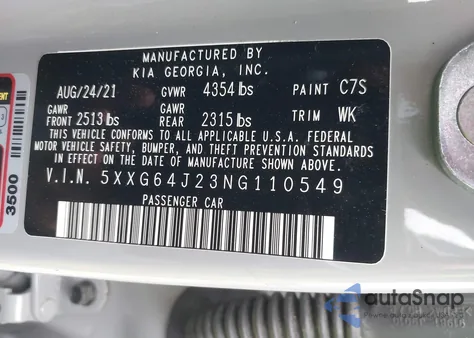 MANUFACTURED BY
KIA GEORGIA, INC.
AUG/24/21 GVWR 4354 lbs PAINT C7S
GAWR GAWR
FRONT 2513 lbs REAR 2315 lbs TRIM WK
THIS VEHICLE CONFORMS TO ALL APPLICABLE U.S.A. FEDERAL
MOTOR VEHICLE SAFETY, BUMPER, AND THEFT PREVENTION STANDARDS
IN EFFECT ON THE DATE OF MANUFACTURE SHOWN ABOVE.
V.I.N. 5XXG64J23NG110549
PASSENGER CAR
3500
autoSnap